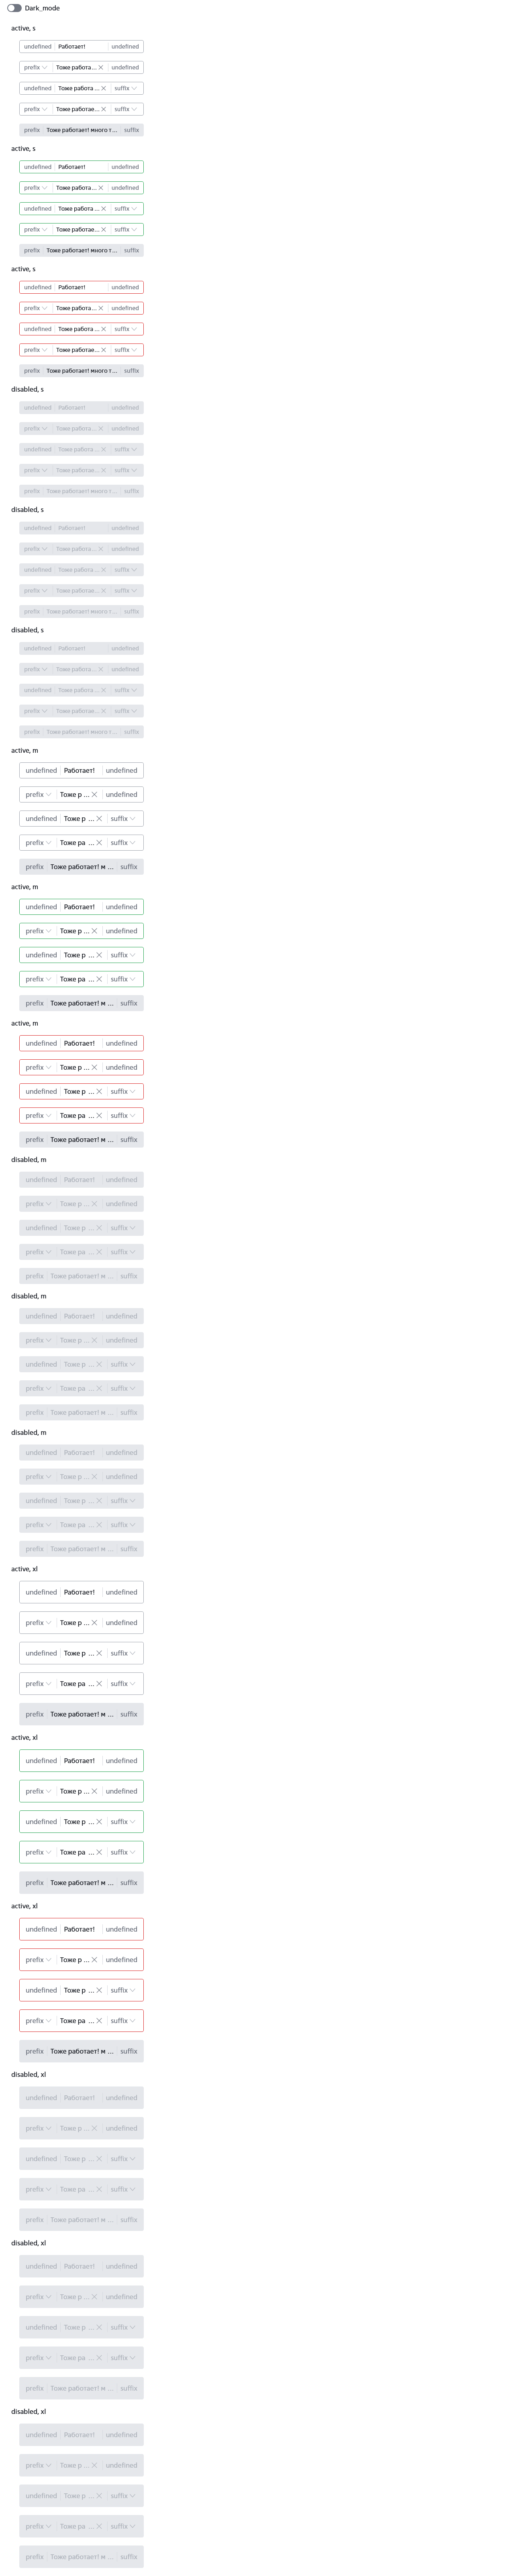 Dark_mode
active, s
undefined Работает! undefined
prefix Тоже работа... undefined
undefined Тоже работа ... suffix
prefix Тоже работае... suffix
prefix Тоже работает! много т... suffix
active, s
undefined Работает! undefined
prefix Тоже работа... undefined
undefined Тоже работа ... suffix
prefix Тоже работае... suffix
prefix Тоже работает! много т... suffix
active, s
undefined Работает! undefined
prefix Тоже работа... undefined
undefined Тоже работа ... suffix
prefix Тоже работае... suffix
prefix Тоже работает! много т... suffix
disabled, s
undefined Работает! undefined
prefix Тоже работа... undefined
undefined Тоже работа ... suffix
prefix Тоже работае... suffix
prefix Тоже работает! много т... suffix
disabled, s
undefined Работает! undefined
prefix Тоже работа... undefined
undefined Тоже работа ... suffix
prefix Тоже работае... suffix
prefix Тоже работает! много т... suffix
disabled, s
undefined Работает! undefined
prefix Тоже работа... undefined
undefined Тоже работа ... suffix
prefix Тоже работае... suffix
prefix Тоже работает! много т... suffix
active, m
undefined Работает! undefined
prefix Тоже р ... undefined
undefined Тоже р ... suffix
prefix Тоже ра ... suffix
prefix Тоже работает! м ... suffix
active, m
undefined Работает! undefined
prefix Тоже р ... undefined
undefined Тоже р ... suffix
prefix Тоже ра ... suffix
prefix Тоже работает! м ... suffix
active, m
undefined Работает! undefined
prefix Тоже р ... undefined
undefined Тоже р ... suffix
prefix Тоже ра ... suffix
prefix Тоже работает! м ... suffix
disabled, m
undefined Работает! undefined
prefix Тоже р ... undefined
undefined Тоже р ... suffix
prefix Тоже ра ... suffix
prefix Тоже работает! м ... suffix
disabled, m
undefined Работает! undefined
prefix Тоже р ... undefined
undefined Тоже р ... suffix
prefix Тоже ра ... suffix
prefix Тоже работает! м ... suffix
disabled, m
undefined Работает! undefined
prefix Тоже р ... undefined
undefined Тоже р ... suffix
prefix Тоже ра ... suffix
prefix Тоже работает! м ... suffix
active, xl
undefined Работает! undefined
prefix Тоже р ... undefined
undefined Тоже р ... suffix
prefix Тоже ра ... suffix
prefix Тоже работает! м ... suffix
active, xl
undefined Работает! undefined
prefix Тоже р ... undefined
undefined Тоже р ... suffix
prefix Тоже ра ... suffix
prefix Тоже работает! м ... suffix
active, xl
undefined Работает! undefined
prefix Тоже р ... undefined
undefined Тоже р ... suffix
prefix Тоже ра ... suffix
prefix Тоже работает! м ... suffix
disabled, xl
undefined Работает! undefined
prefix Тоже р ... undefined
undefined Тоже р ... suffix
prefix Тоже ра ... suffix
prefix Тоже работает! м ... suffix
disabled, xl
undefined Работает! undefined
prefix Тоже р ... undefined
undefined Тоже р ... suffix
prefix Тоже ра ... suffix
prefix Тоже работает! м ... suffix
disabled, xl
undefined Работает! undefined
prefix Тоже р ... undefined
undefined Тоже р ... suffix
prefix Тоже ра ... suffix
prefix Тоже работает! м ... suffix